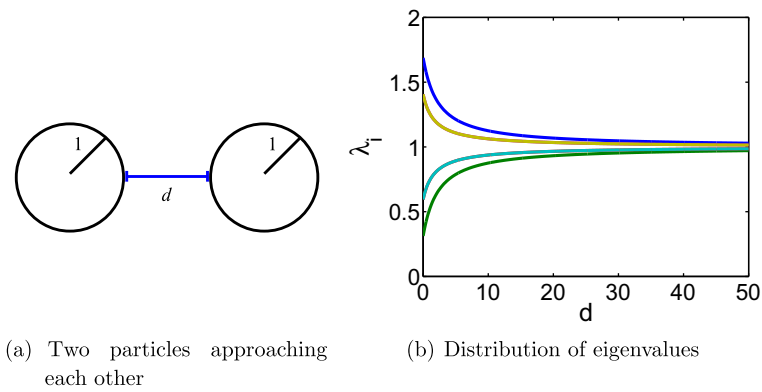 1
1
d
2
1.5
1
0.5
0
λi
0
10
20
30
40
50
d
(a) Two particles approaching
each other
(b) Distribution of eigenvalues